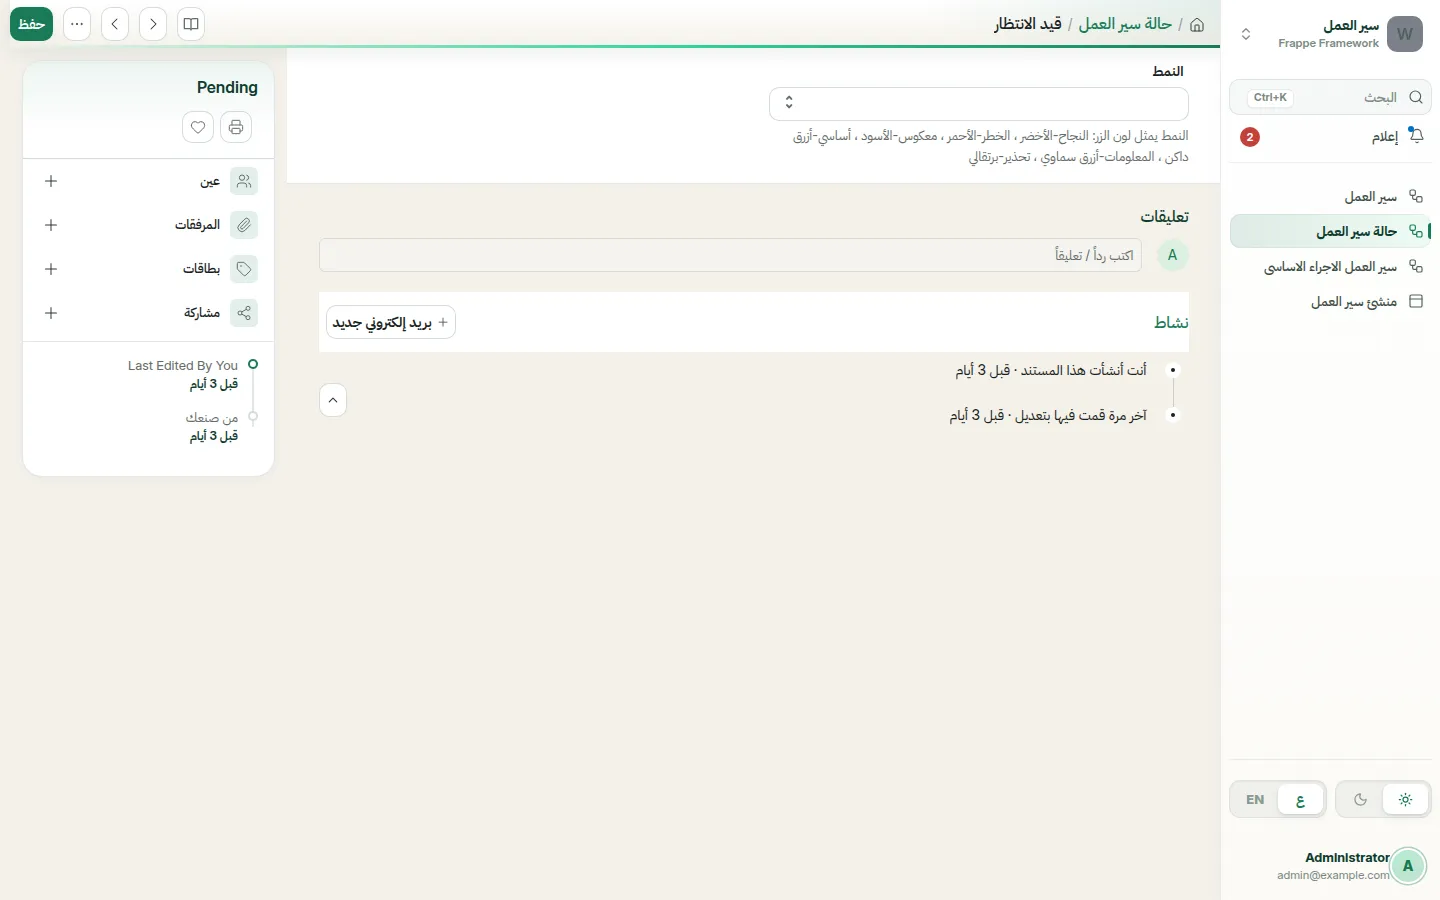 سير العمل
Frappe Framework
W
البحث
Ctrl+K
إعلام
2
سير العمل
حالة سير العمل
سير العمل الاجراء الاساسى
منشئ سير العمل
ع
EN
Administrator
admin@example.com
A
حالة سير العمل / قيد الانتظار
حفظ
النمط
النمط يمثل لون الزر: النجاح-الأخضر ، الخطر-الأحمر ، معكوس-الأسود ، أساسي-أزرق
داكن ، المعلومات-أزرق سماوي ، تحذير-برتقالي
تعليقات
A
اكتب رداً / تعليقاً
نشاط
+ بريد إلكتروني جديد
أنت أنشأت هذا المستند · قبل 3 أيام
آخر مرة قمت فيها بتعديل · قبل 3 أيام
Pending
عين
المرفقات
بطاقات
مشاركة
Last Edited By You
قبل 3 أيام
من صنعك
قبل 3 أيام